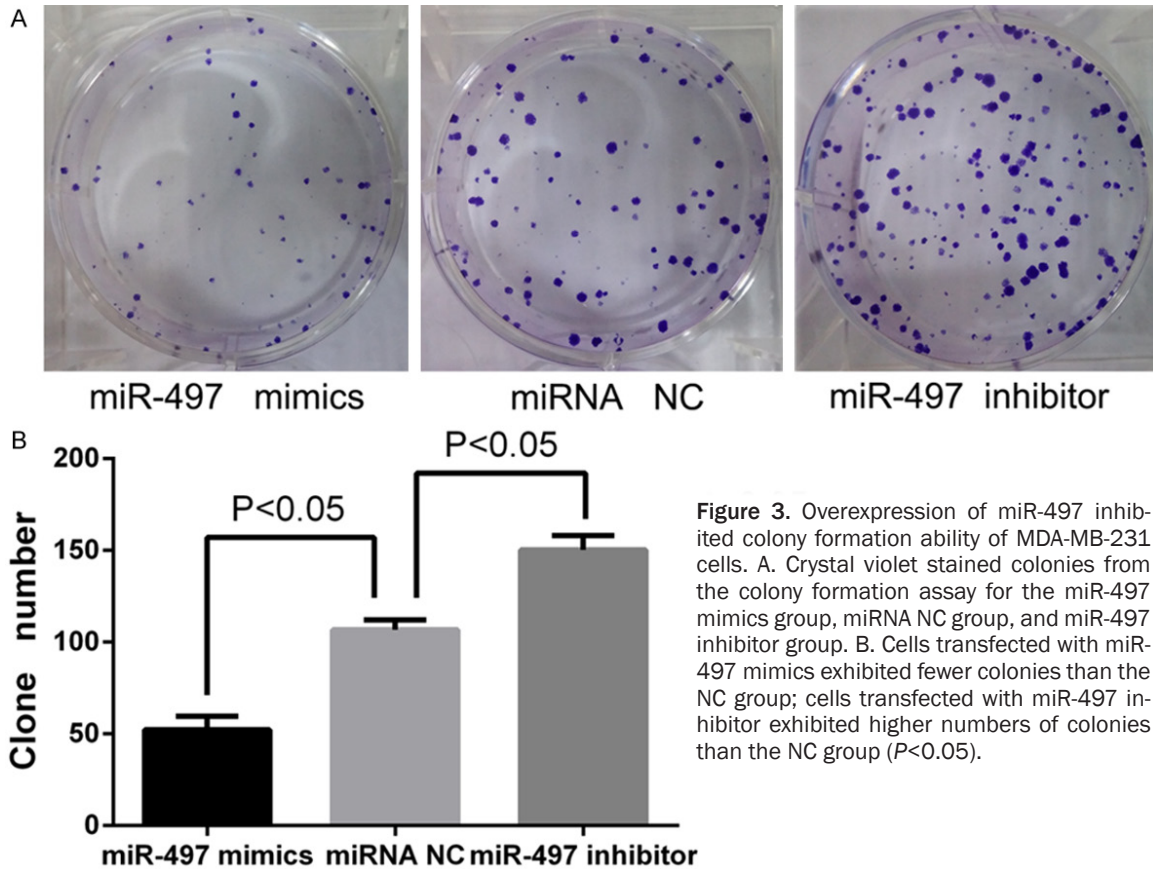 A
miR-497 mimics
miRNA NC
miR-497 inhibitor
B
200
150
100
50
0
Clone number
P<0.05
P<0.05
miR-497 mimics
miRNA NC
miR-497 inhibitor
Figure 3. Overexpression of miR-497 inhib-
ited colony formation ability of MDA-MB-231
cells. A. Crystal violet stained colonies from
the colony formation assay for the miR-497
mimics group, miRNA NC group, and miR-497
inhibitor group. B. Cells transfected with miR-
497 mimics exhibited fewer colonies than the
NC group; cells transfected with miR-497 in-
hibitor exhibited higher numbers of colonies
than the NC group (P<0.05).